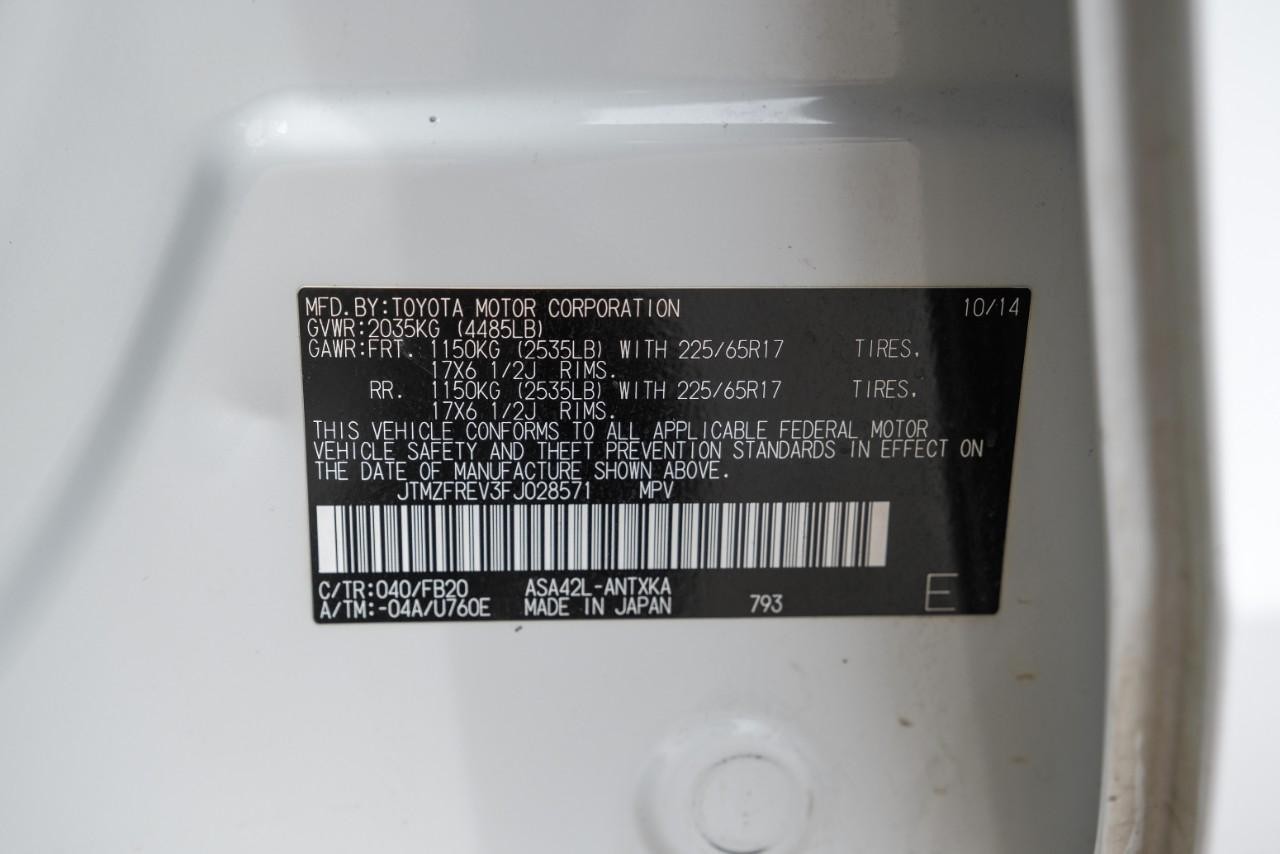 MFD.BY:TOYOTA MOTOR CORPORATION 10/14
GVWR:2035KG (4485LB)
GAWR:FRT. 1150KG (2535LB) WITH 225/65R17 TIRES,
17X6 1/2J RIMS.
RR. 1150KG (2535LB) WITH 225/65R17 TIRES,
17X6 1/2J RIMS.
THIS VEHICLE CONFORMS TO ALL APPLICABLE FEDERAL MOTOR
VEHICLE SAFETY AND THEFT PREVENTION STANDARDS IN EFFECT ON
THE DATE OF MANUFACTURE SHOWN ABOVE.
JTMZFREV3FJ028571 MPV
C/TR:040/FB20 ASA42L-ANTXKA
A/TM:-04A/U760E MADE IN JAPAN 793 E